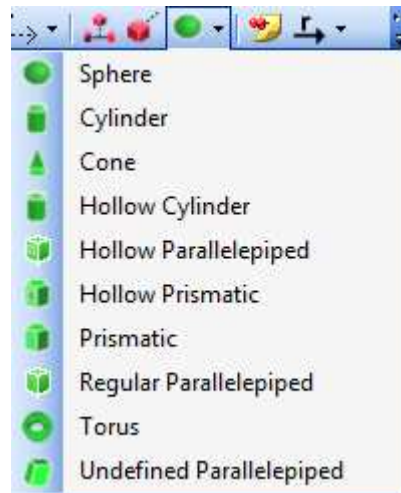 Sphere
Cylinder
Cone
Hollow Cylinder
Hollow Parallelepiped
Hollow Prismatic
Prismatic
Regular Parallelepiped
Torus
Undefined Parallelepiped